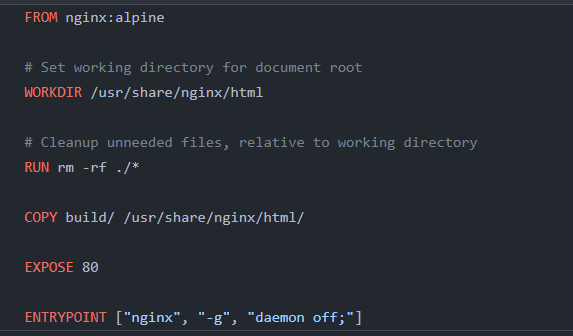 FROM nginx:alpine
# Set working directory for document root
WORKDIR /usr/share/nginx/html
# Cleanup unneeded files, relative to working directory
RUN rm -rf ./*
COPY build/ /usr/share/nginx/html/
EXPOSE 80
ENTRYPOINT ["nginx", "-g", "daemon off;"]